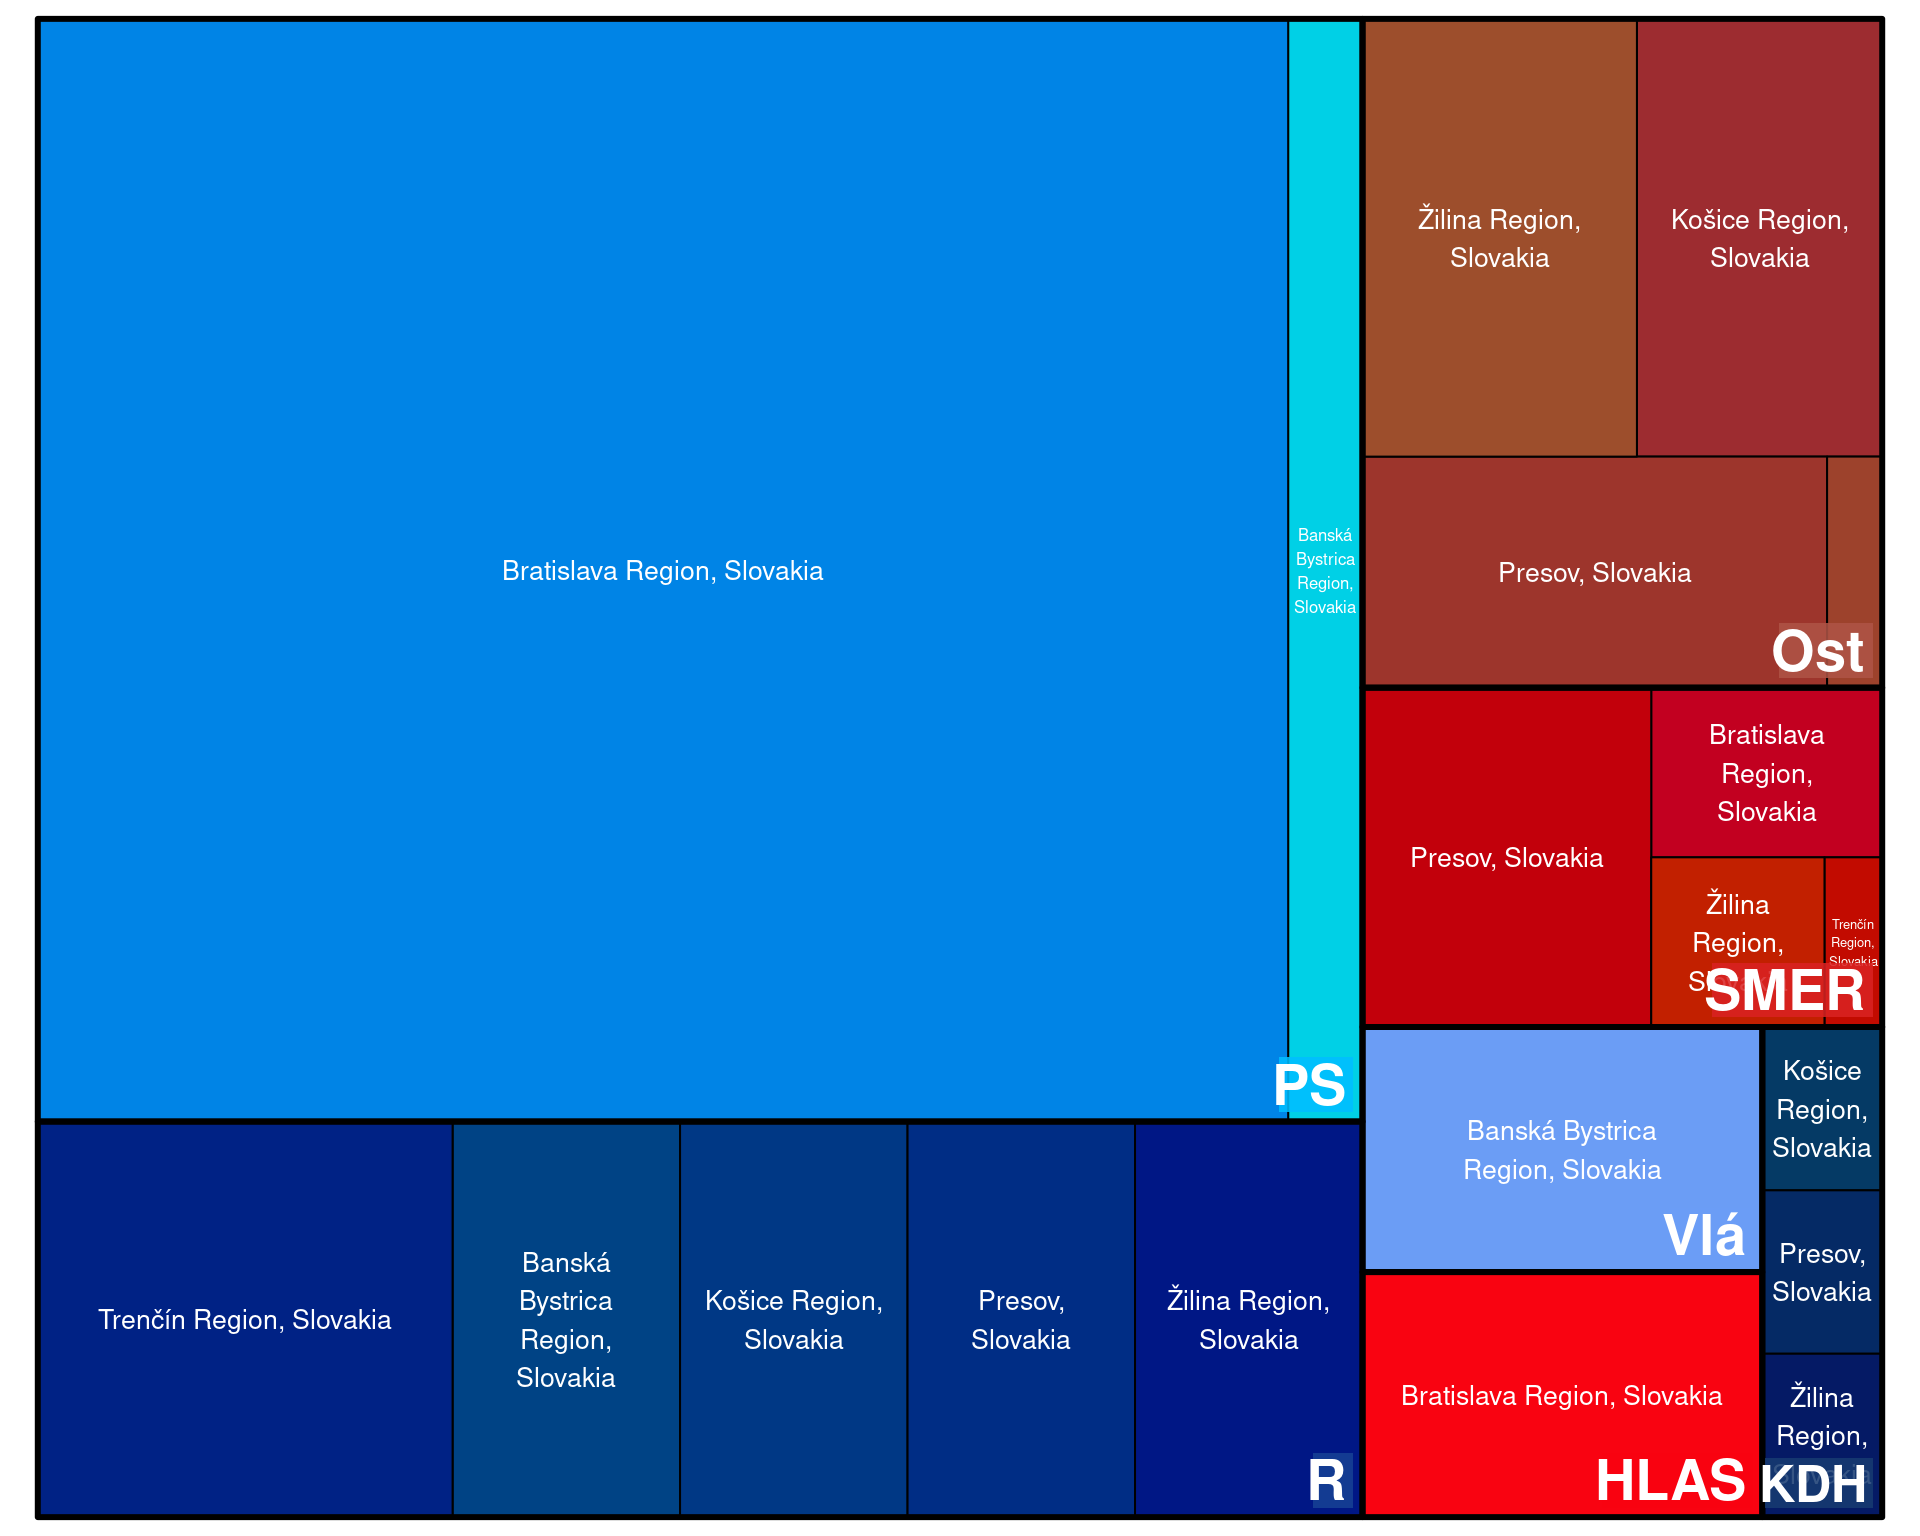 Bratislava Region, Slovakia
Banská
Bystrica
Region,
Slovakia
PS
Žilina Region,
Slovakia
Košice Region,
Slovakia
Presov, Slovakia
Ost
Presov, Slovakia
Bratislava
Region,
Slovakia
Žilina
Region,
Trenčín
Region,
Slovakia
SMER
Banská Bystrica
Region, Slovakia
Vlá
Košice
Region,
Slovakia
Presov,
Slovakia
Žilina
Region,
Slovakia
KDH
Bratislava Region, Slovakia
HLAS
Trenčín Region, Slovakia
Banská
Bystrica
Region,
Slovakia
Košice Region,
Slovakia
Presov,
Slovakia
Žilina Region,
Slovakia
R